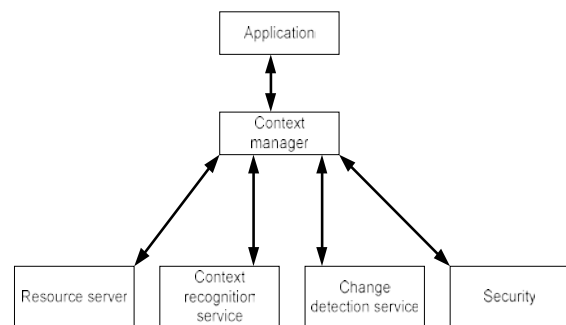 Application
Context
manager
Resource server
Context
recognition
service
Change
detection service
Security